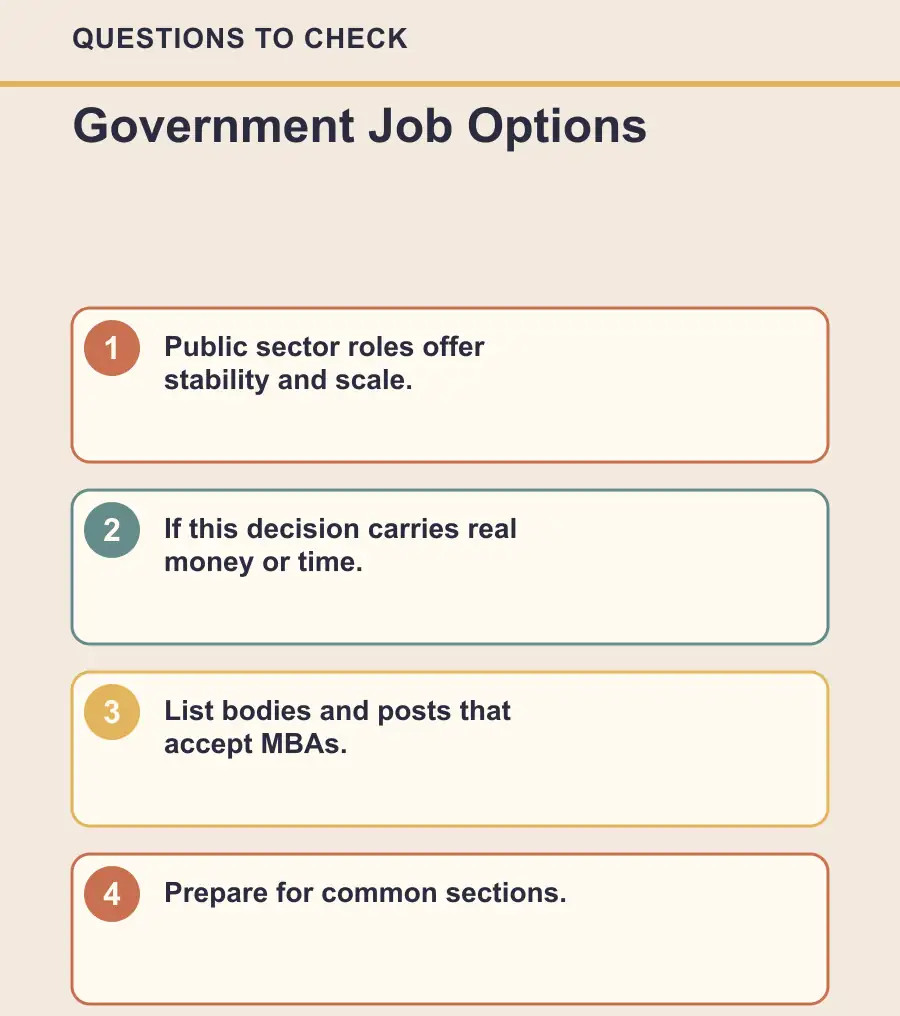 QUESTIONS TO CHECK
Government Job Options
1
Public sector roles offer
stability and scale.
2
If this decision carries real
money or time.
3
List bodies and posts that
accept MBAs.
4
Prepare for common sections.